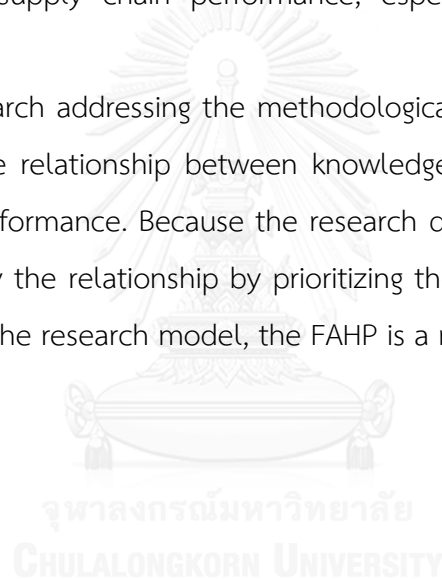 supply chain performance, espe
arch addressing the methodologica
e relationship between knowledge
rformance. Because the research
y the relationship by prioritizing th
he research model, the FAHP is a
จุฬาลงกรณ์มหาวิทยาลัย
CHULALONGKORN UNIVERSITY